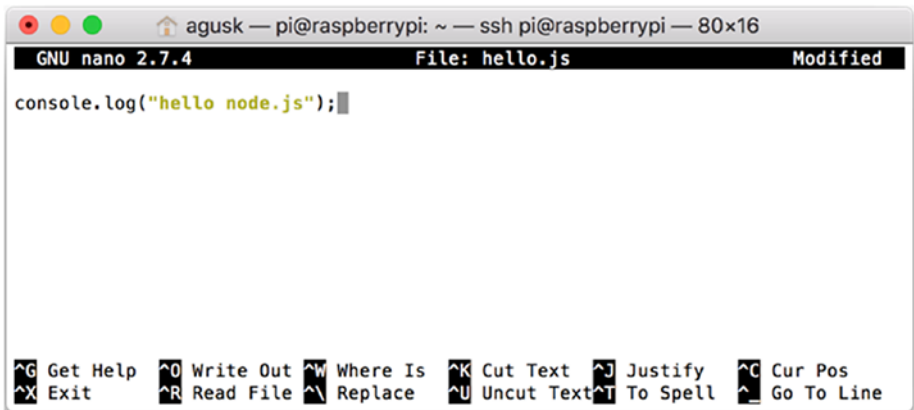 agusk — pi@raspberrypi: ~ — ssh pi@raspberrypi — 80×16
GNU nano 2.7.4 File: hello.js Modified
console.log("hello node.js");
^G Get Help ^O Write Out ^W Where Is ^K Cut Text ^J Justify ^C Cur Pos
^X Exit ^R Read File ^\ Replace ^U Uncut Text ^T To Spell ^_ Go To Line